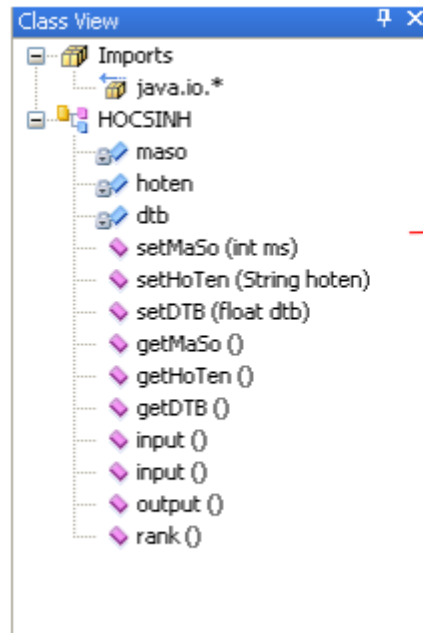 Class View
Imports
java.io.*
HOCSINH
maso
hoten
dtb
setMaSo (int ms)
setHoTen (String hoten)
setDTB (float dtb)
getMaSo ()
getHoTen ()
getDTB ()
input ()
input ()
output ()
rank ()